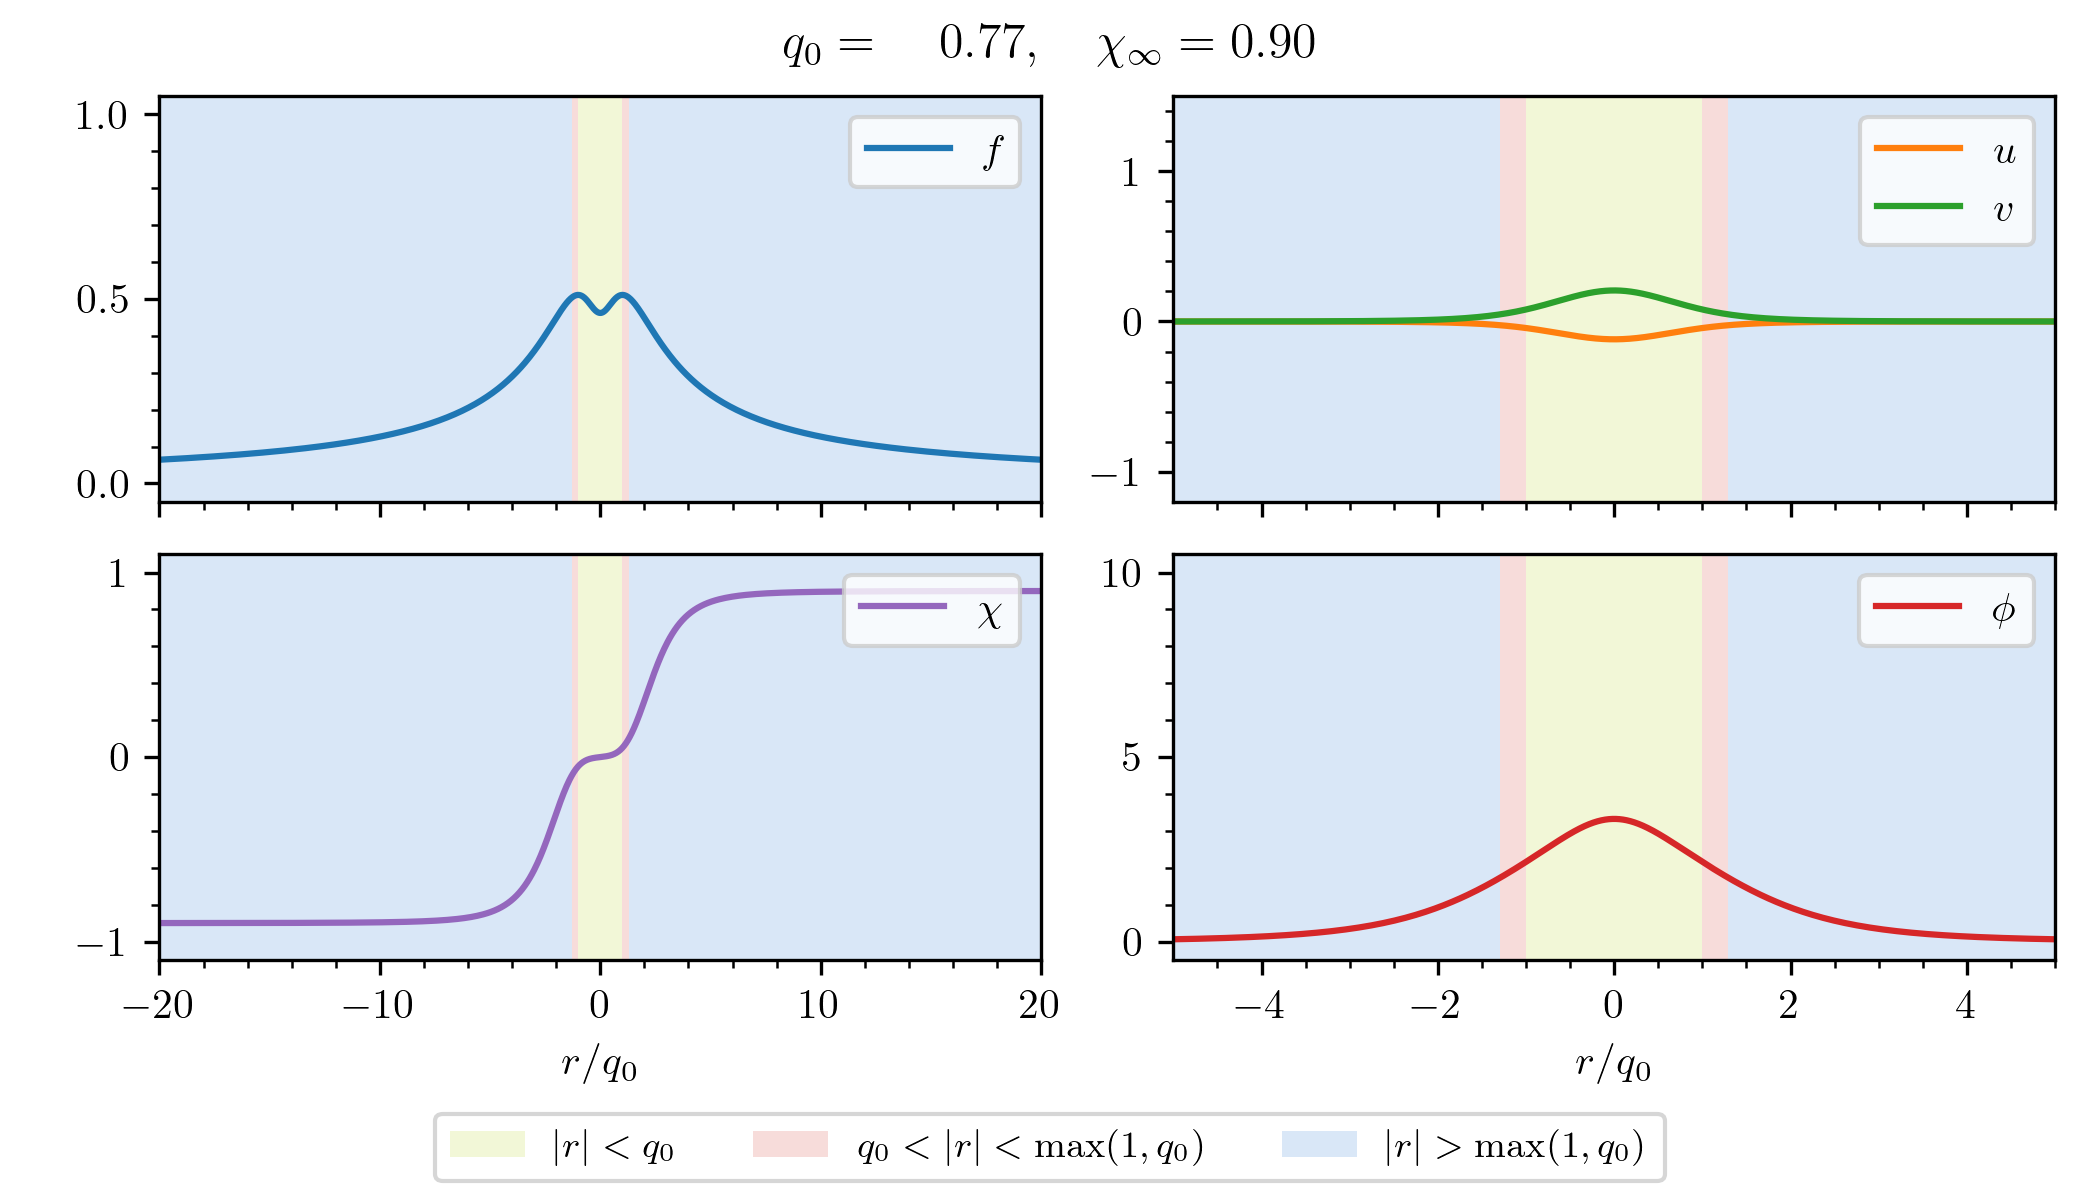 q₀ = 0.77, χ∞ = 0.90
1.0
0.5
0.0
f
1
0
−1
u
v
1
0
−1
χ
−20 −10 0 10 20
r/q₀
10
5
0
ϕ
−4 −2 0 2 4
r/q₀
|r| < q₀ q₀ < |r| < max(1, q₀) |r| > max(1, q₀)